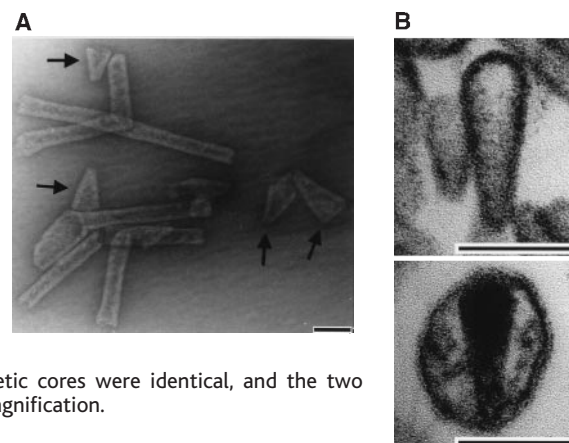 A
B
etic cores were identical, and the two
gnification.